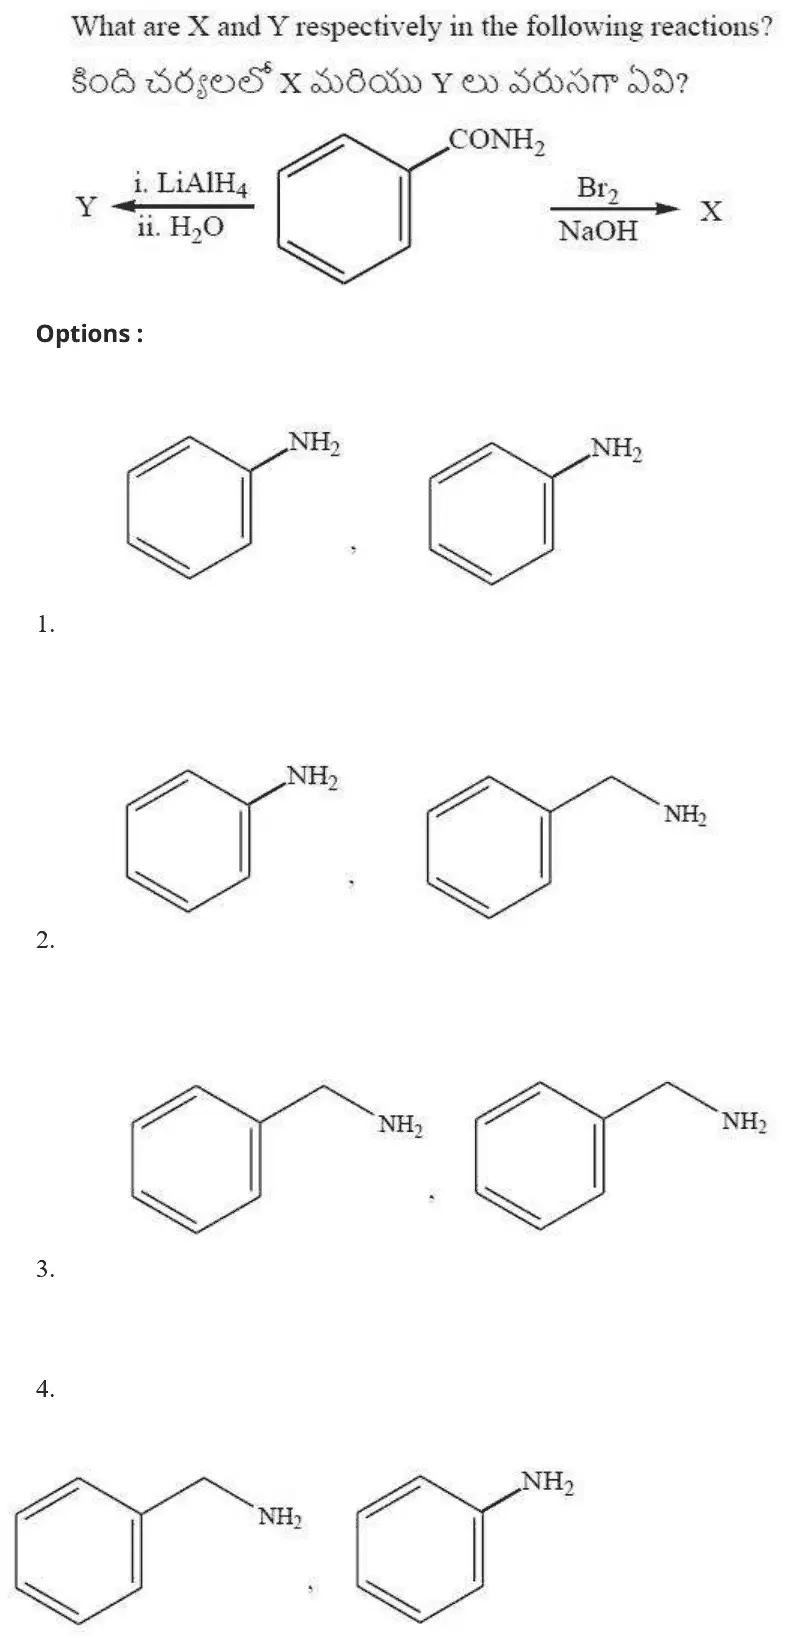 What are X and Y respectively in the following reactions?
కింది చర్యలలో X మరియు Y లు వరుసగా ఏవి?
CONH2
Y
i. LiAlH4
ii. H2O
Br2
NaOH
X
Options :
NH2
,
NH2
1.
NH2
,
NH2
2.
NH2
,
NH2
3.
4.
NH2
,
NH2